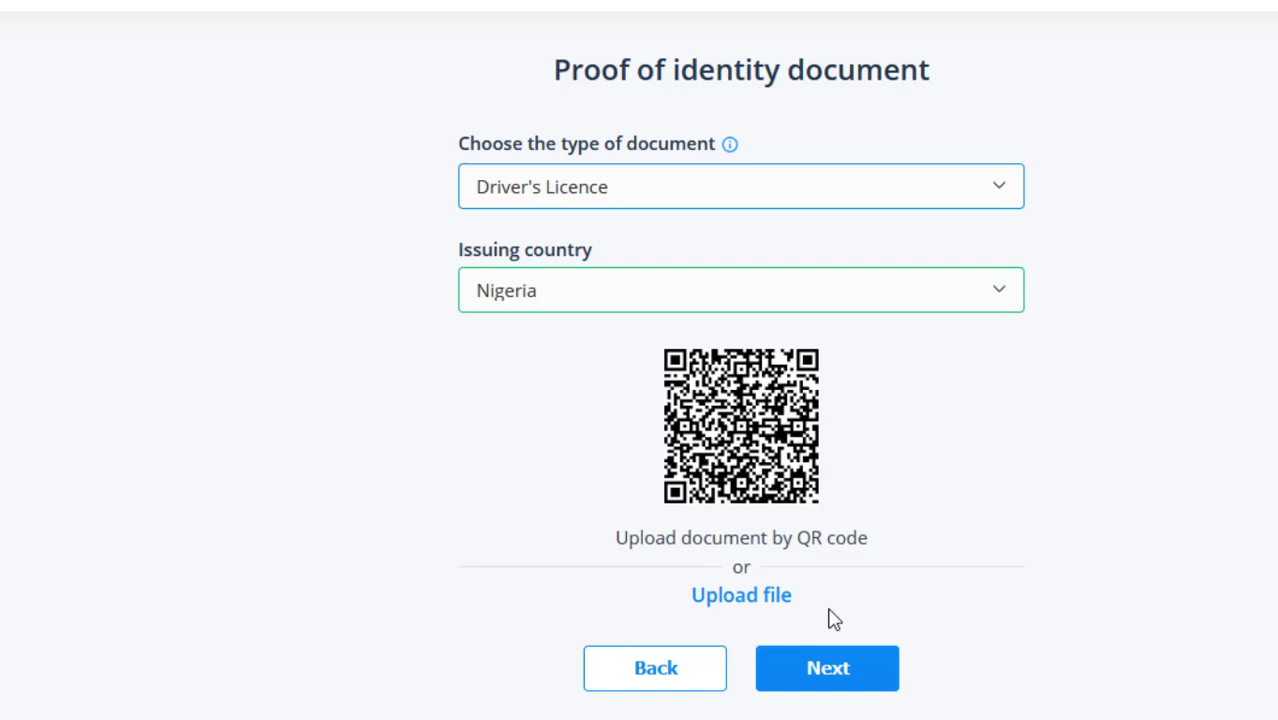 Proof of identity document
Choose the type of document
Driver's Licence
Issuing country
Nigeria
Upload document by QR code
or
Upload file
Back
Next